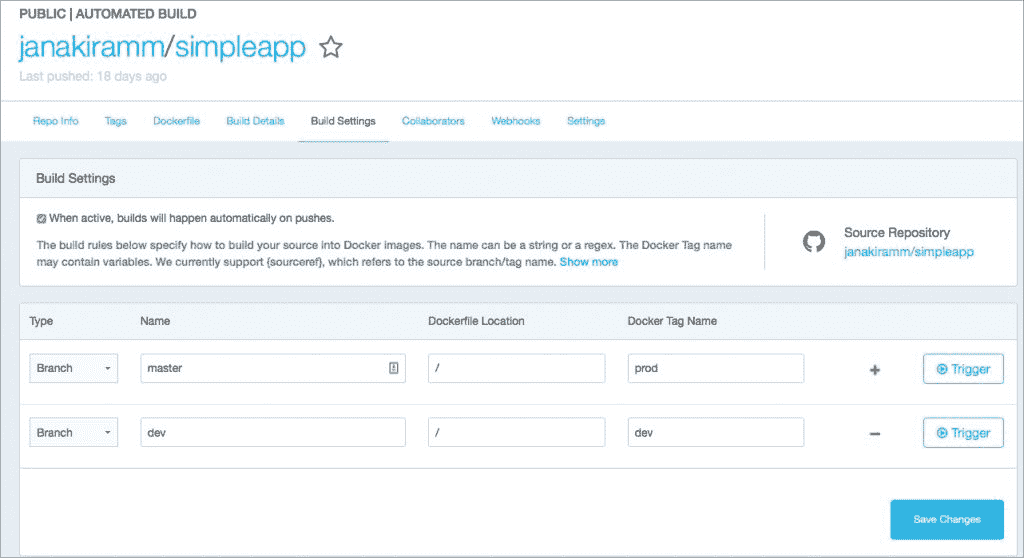 PUBLIC | AUTOMATED BUILD
janakiramm/simpleapp
Last pushed: 18 days ago
Repo Info Tags Dockerfile Build Details Build Settings Collaborators Webhooks Settings
Build Settings
When active, builds will happen automatically on pushes.
The build rules below specify how to build your source into Docker images. The name can be a string or a regex. The Docker Tag name
may contain variables. We currently support {sourceref}, which refers to the source branch/tag name. Show more
Source Repository
janakiramm/simpleapp
Type Name Dockerfile Location Docker Tag Name
Branch master / prod + Trigger
Branch dev / dev − Trigger
Save Changes